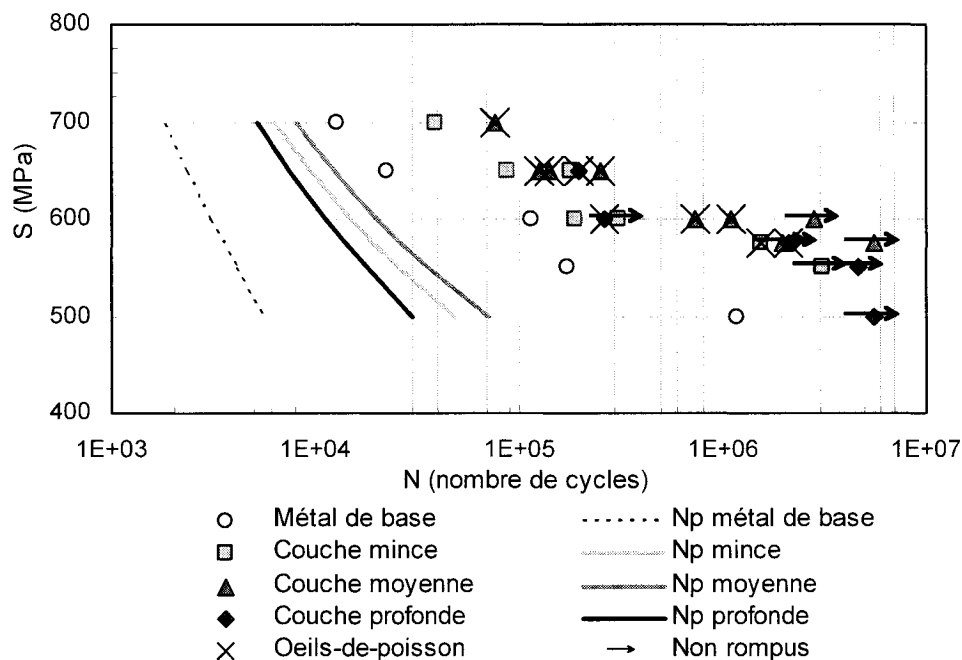 800
700
600
500
400
S (MPa)
1E+03 1E+04 1E+05 1E+06 1E+07
N (nombre de cycles)
Métal de base Np métal de base
Couche mince Np mince
Couche moyenne Np moyenne
Couche profonde Np profonde
Oeils-de-poisson Non rompus